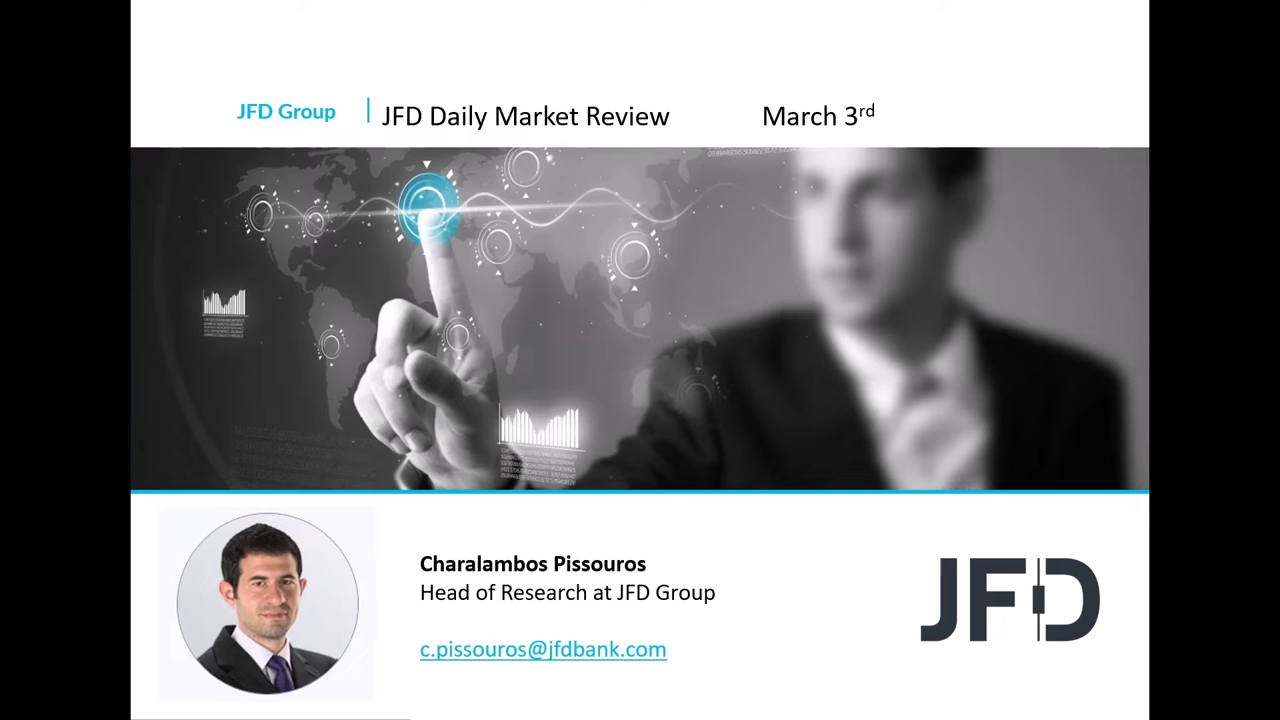 JFD Group
JFD Daily Market Review March 3rd
Charalambos Pissouros
Head of Research at JFD Group
c.pissouros@jfdbank.com
JFD